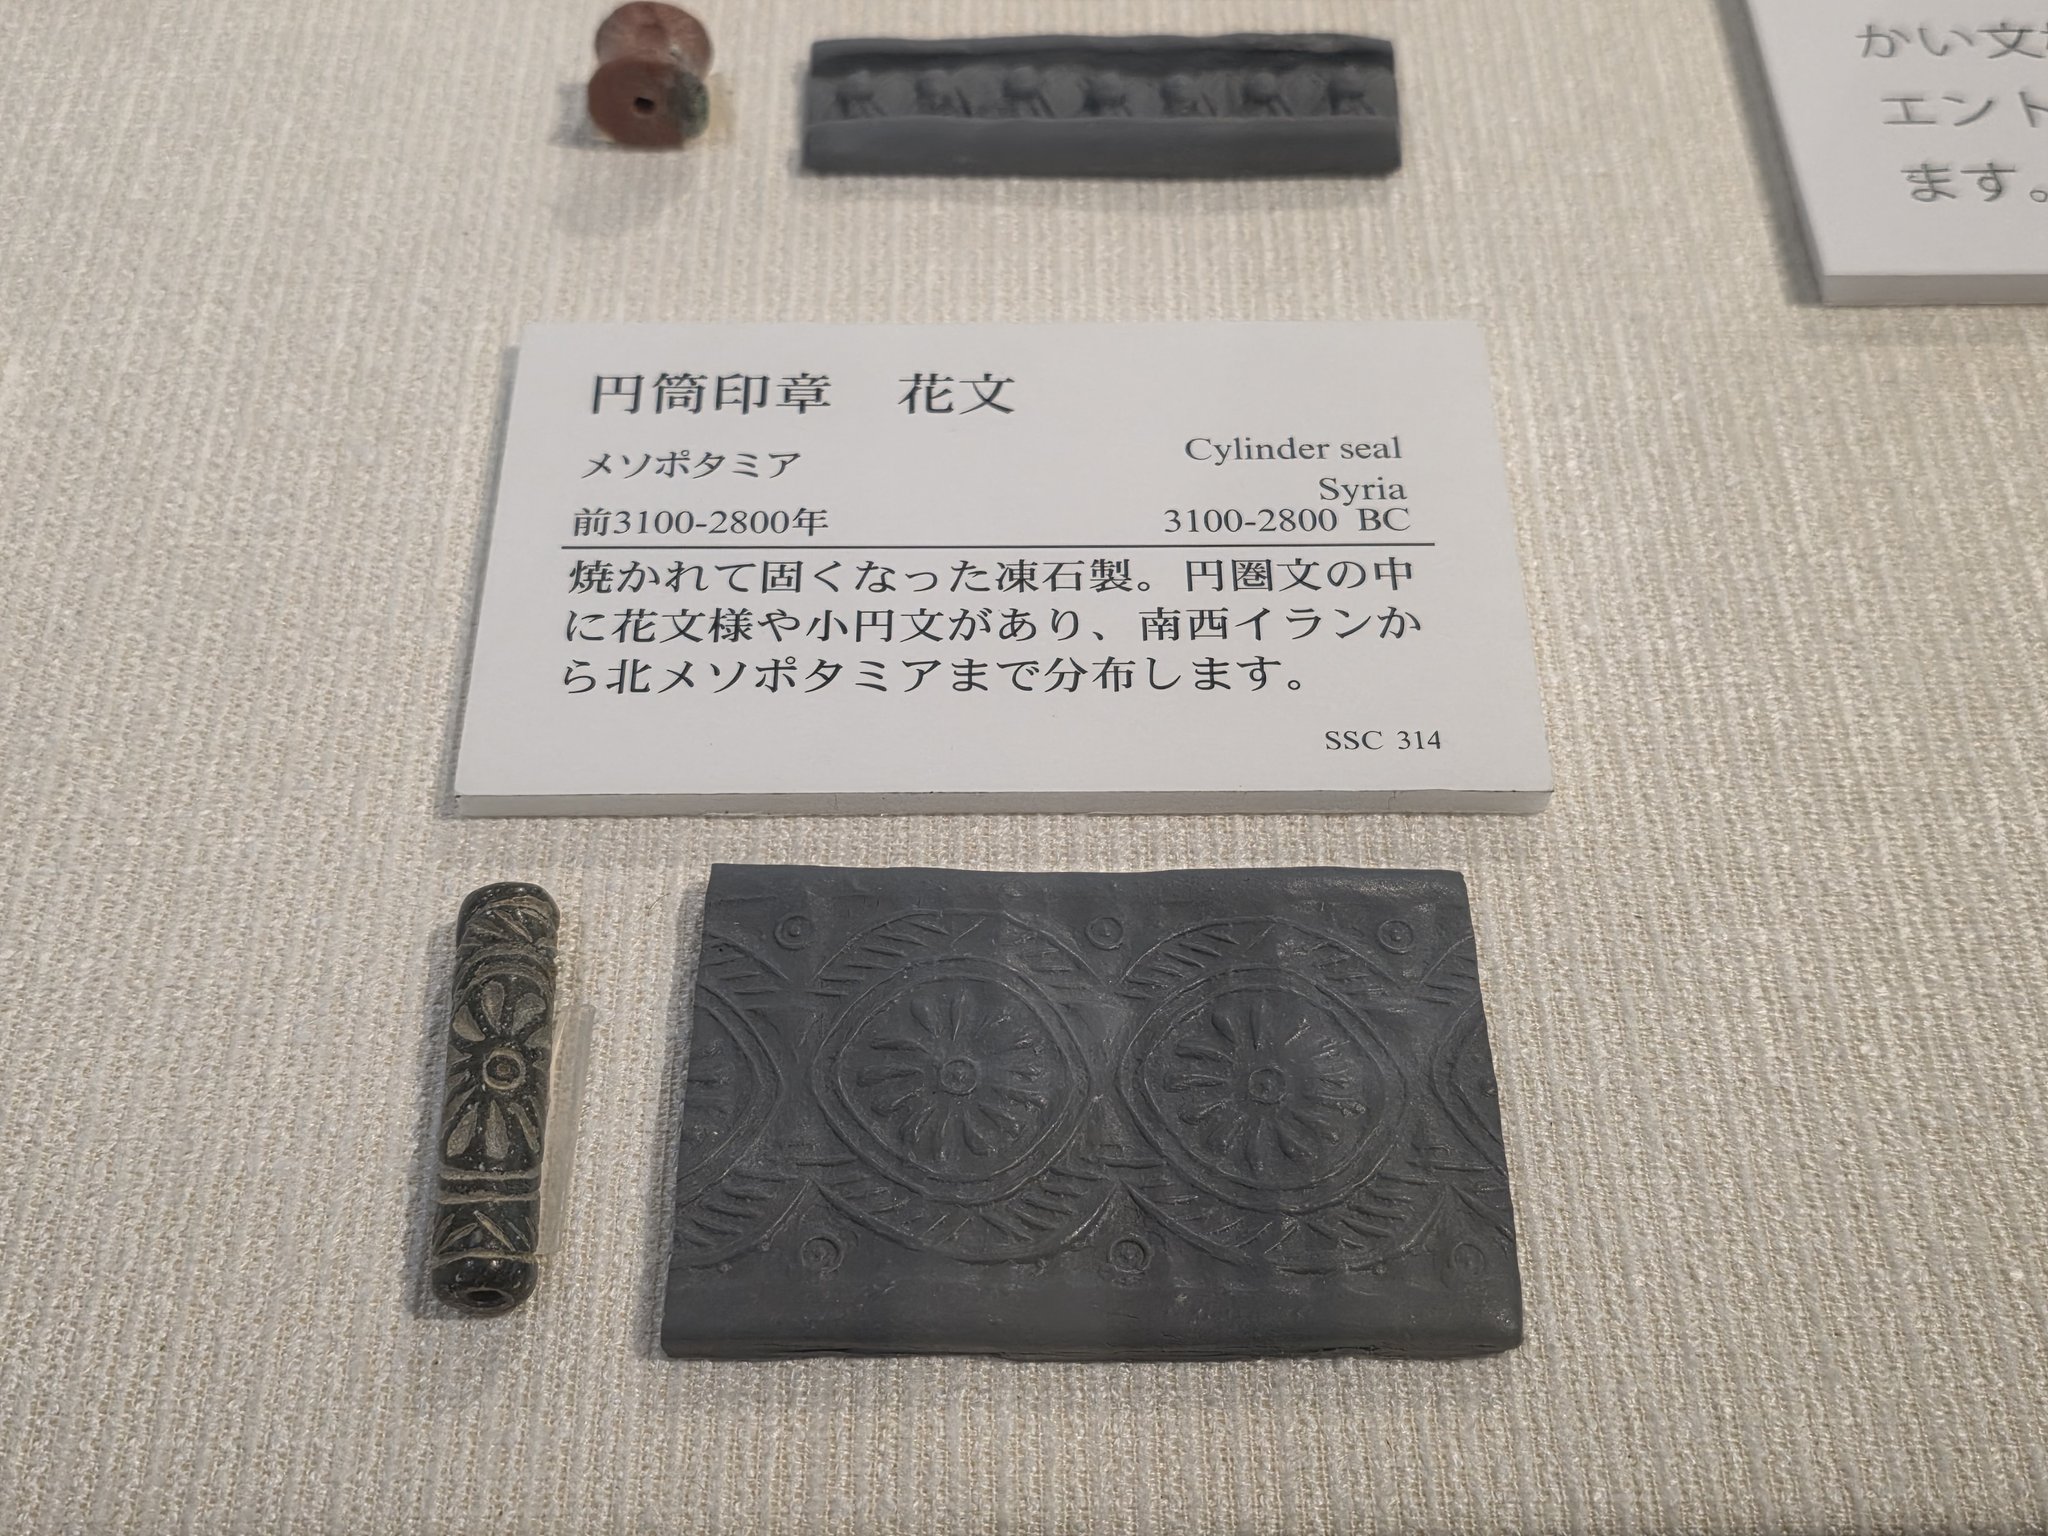 かい文
エント
ます。
円筒印章　花文
メソポタミア
Cylinder seal
Syria
前3100-2800年
3100-2800 BC
焼かれて固くなった凍石製。円圏文の中
に花文様や小円文があり、南西イランか
ら北メソポタミアまで分布します。
SSC 314